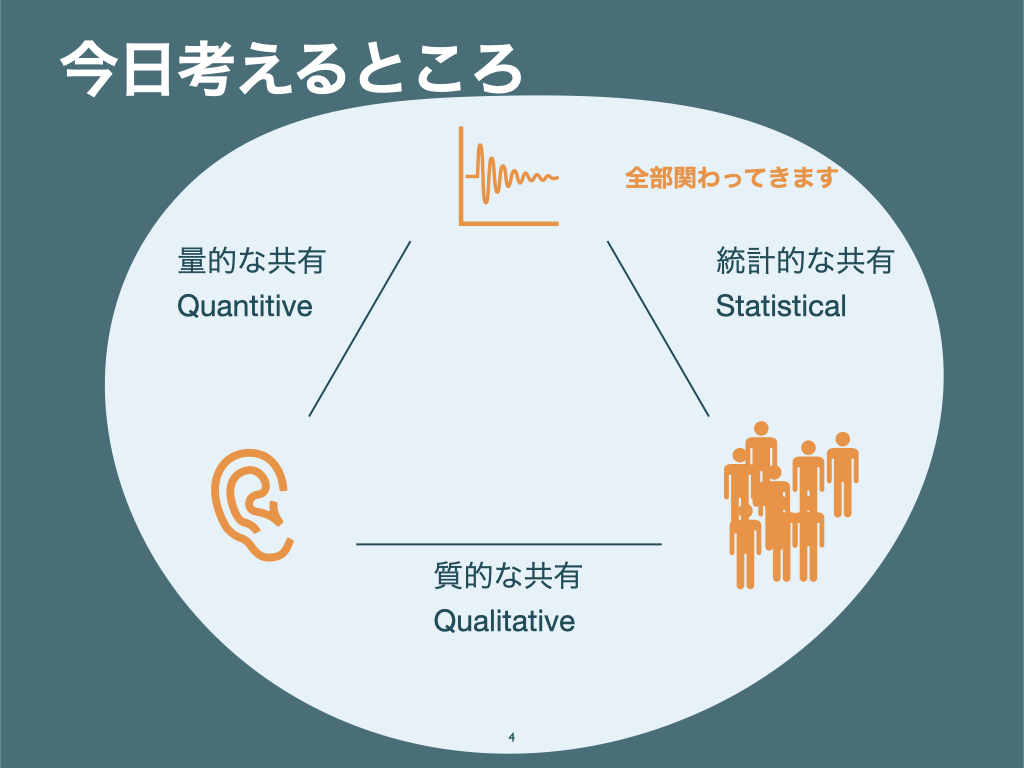 今日考えるところ
全部関わってきます
量的な共有
Quantitive
統計的な共有
Statistical
質的な共有
Qualitative
4